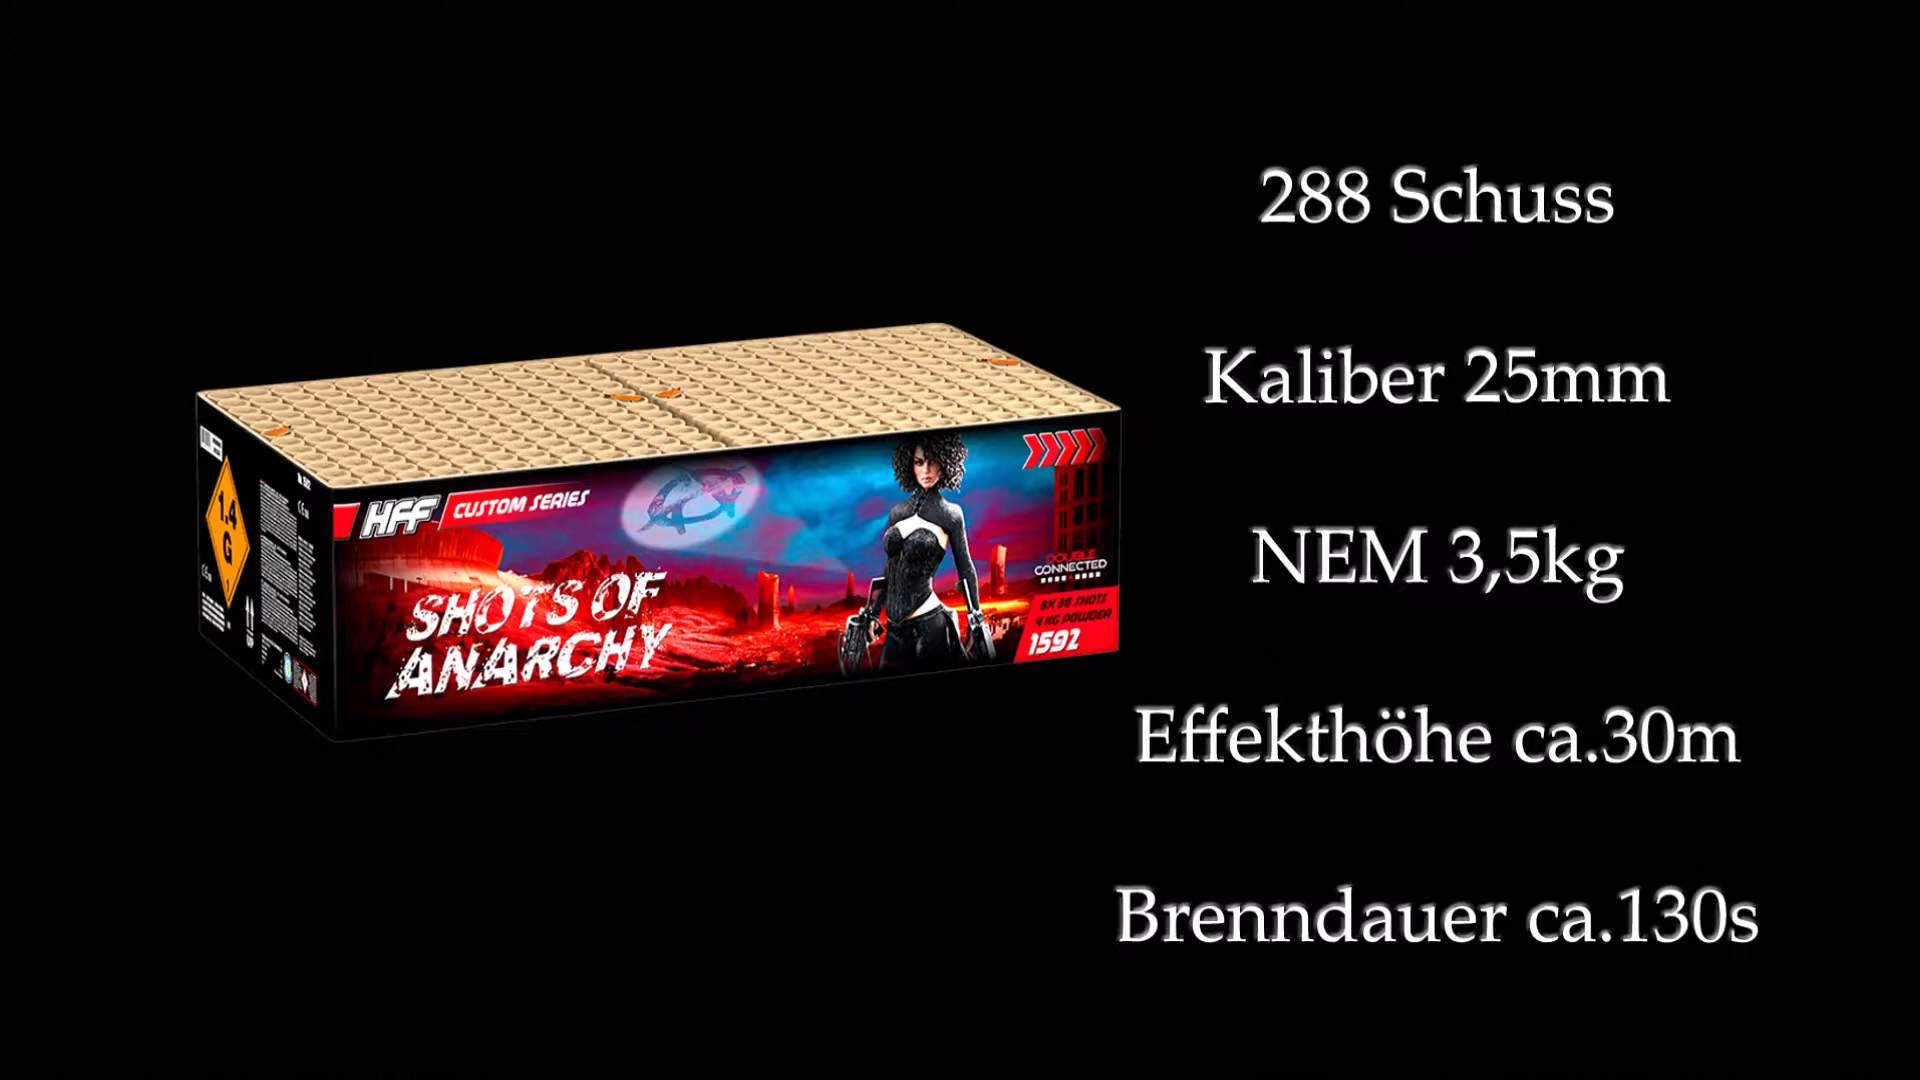 288 Schuss
Kaliber 25mm
NEM 3,5kg
Effekthöhe ca.30m
Brenndauer ca.130s
HFF CUSTOM SERIES
SHOTS OF
ANARCHY
DOUBLE
CONNECTED
8X 36 SHOTS
4 KG POWDER
1592
1.4
G
1